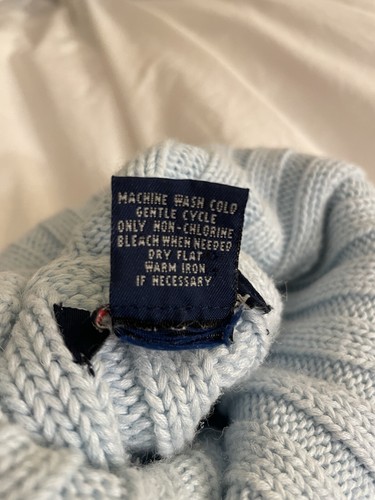 MACHINE WASH COLD
GENTLE CYCLE
ONLY NON-CHLORINE
BLEACH WHEN NEEDED
DRY FLAT
WARM IRON
IF NECESSARY